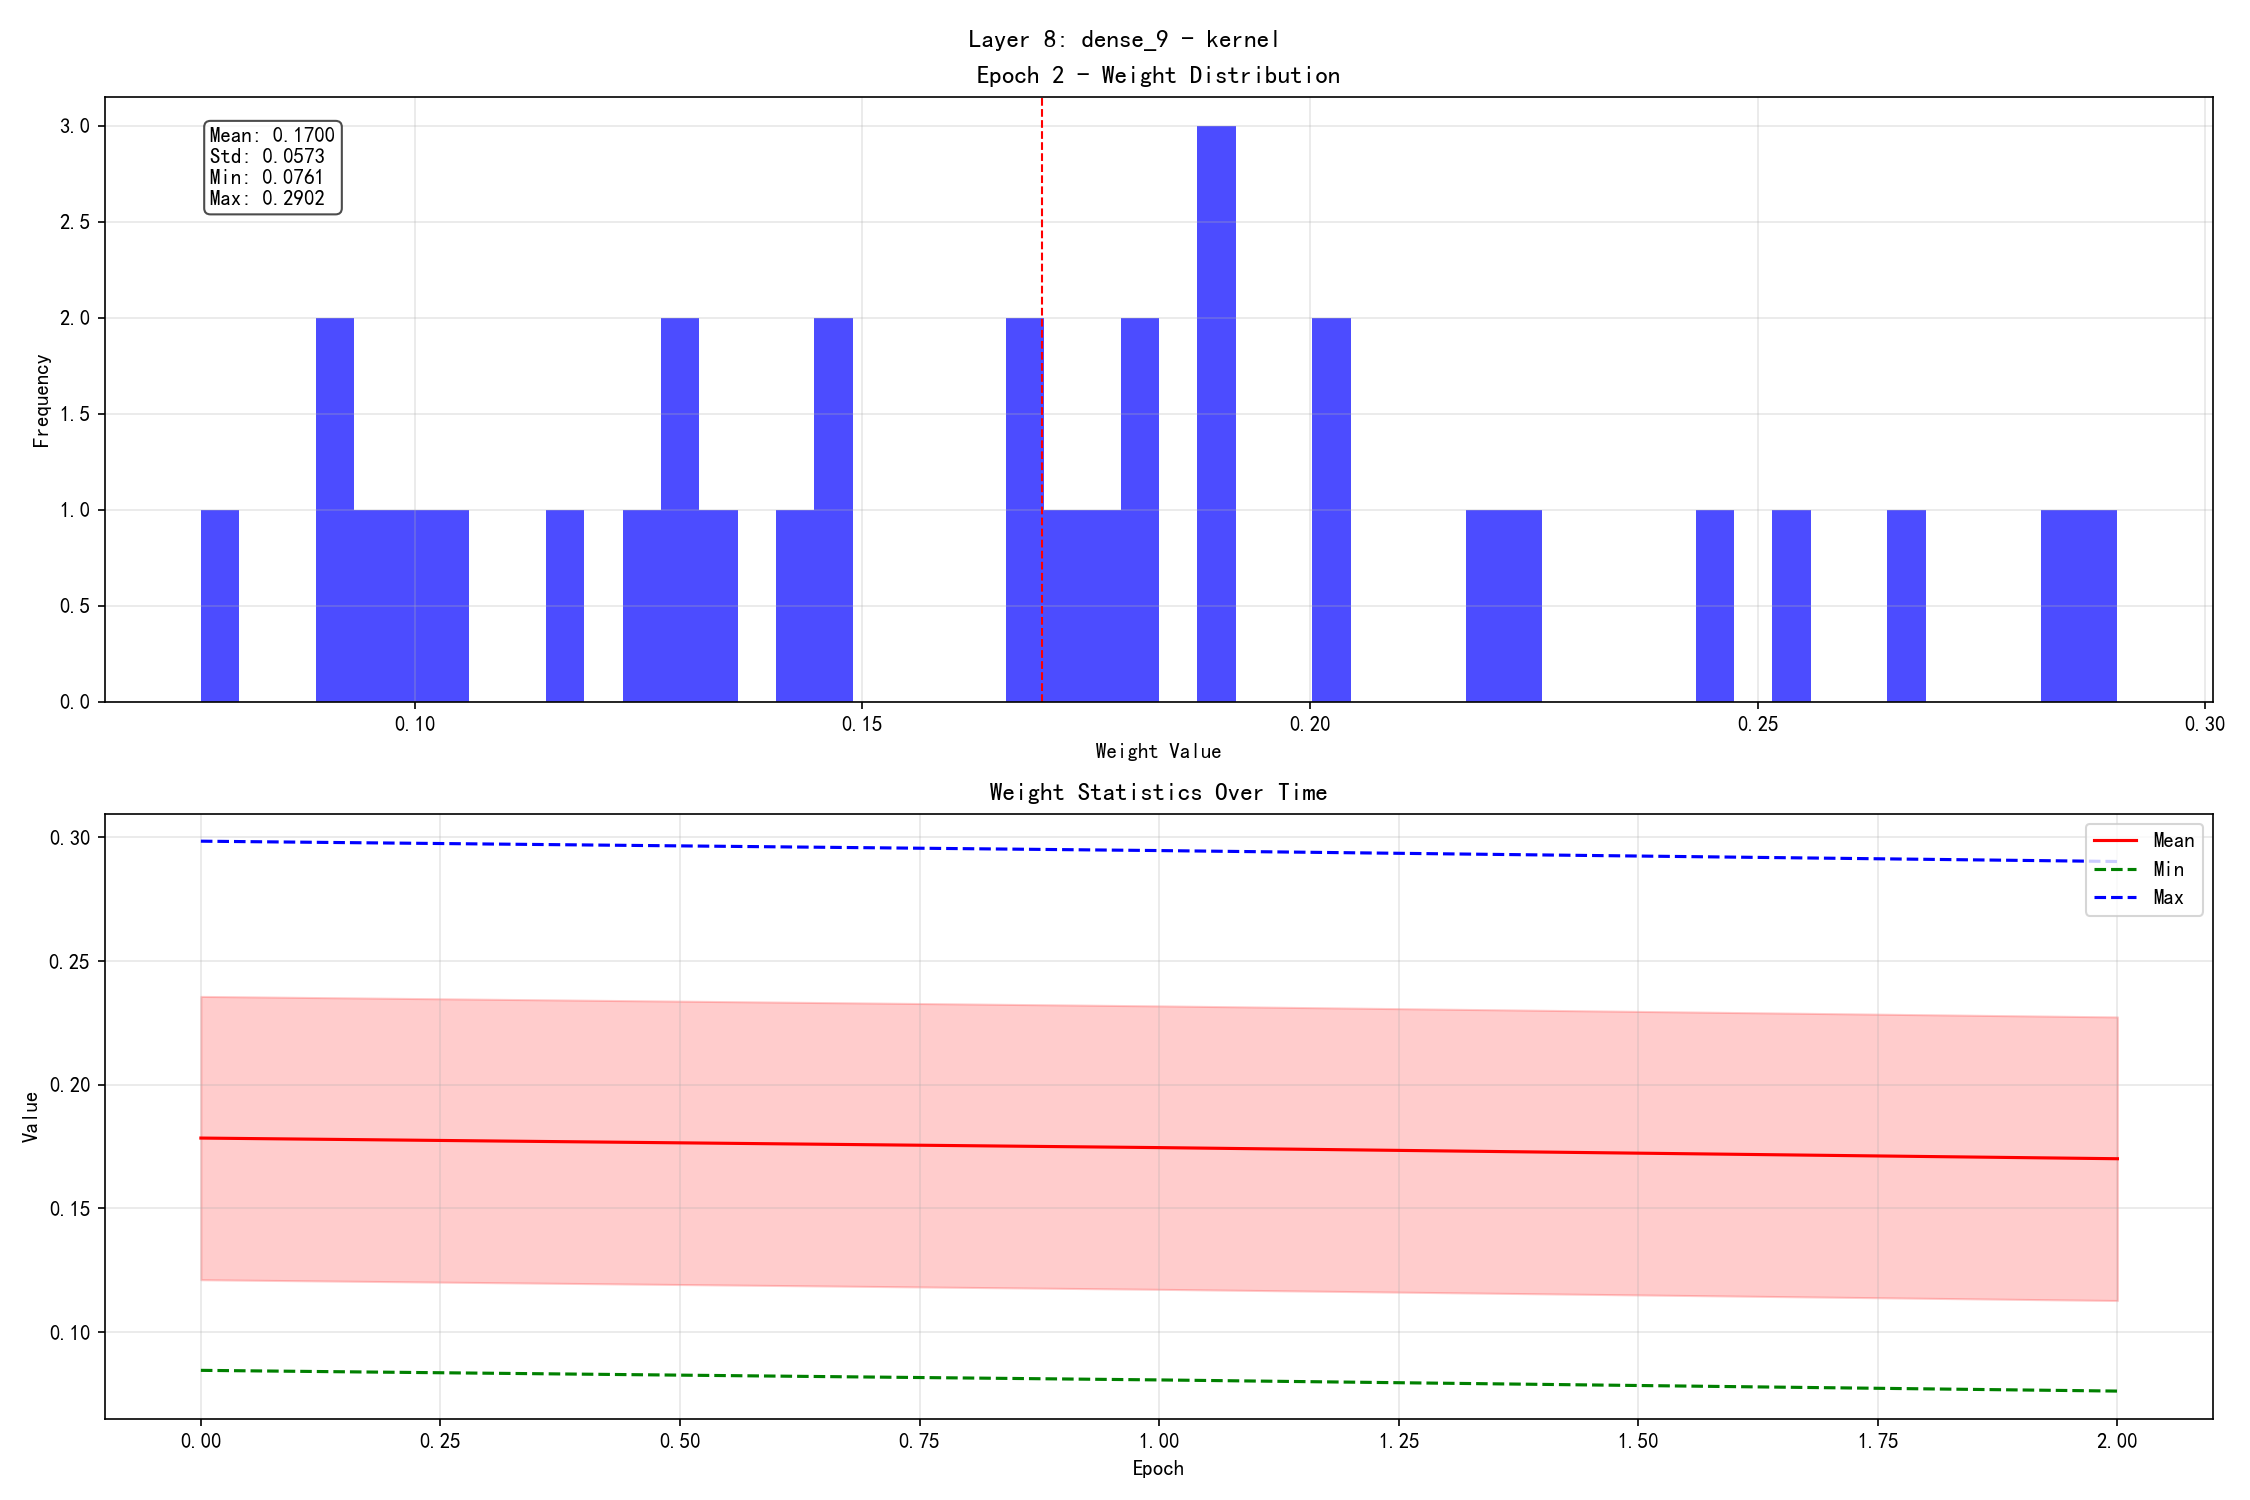 Layer 8: dense_9 - kernel
Epoch 2 - Weight Distribution
Mean: 0.1700
Std: 0.0573
Min: 0.0761
Max: 0.2902
3.0
2.5
2.0
1.5
1.0
0.5
0.0
Frequency
0.10 0.15 0.20 0.25 0.30
Weight Value
Weight Statistics Over Time
Mean
Min
Max
0.30
0.25
0.20
0.15
0.10
Value
0.00 0.25 0.50 0.75 1.00 1.25 1.50 1.75 2.00
Epoch